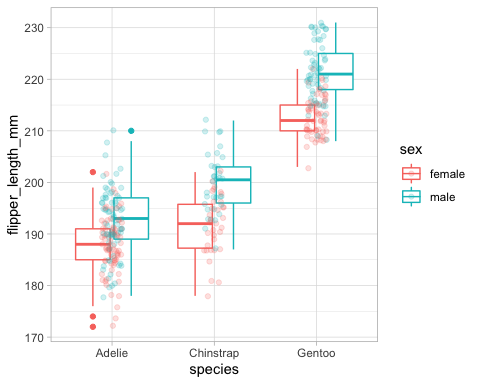 230
220
210
200
190
180
170
flipper_length_mm
Adelie
Chinstrap
Gentoo
species
sex
female
male